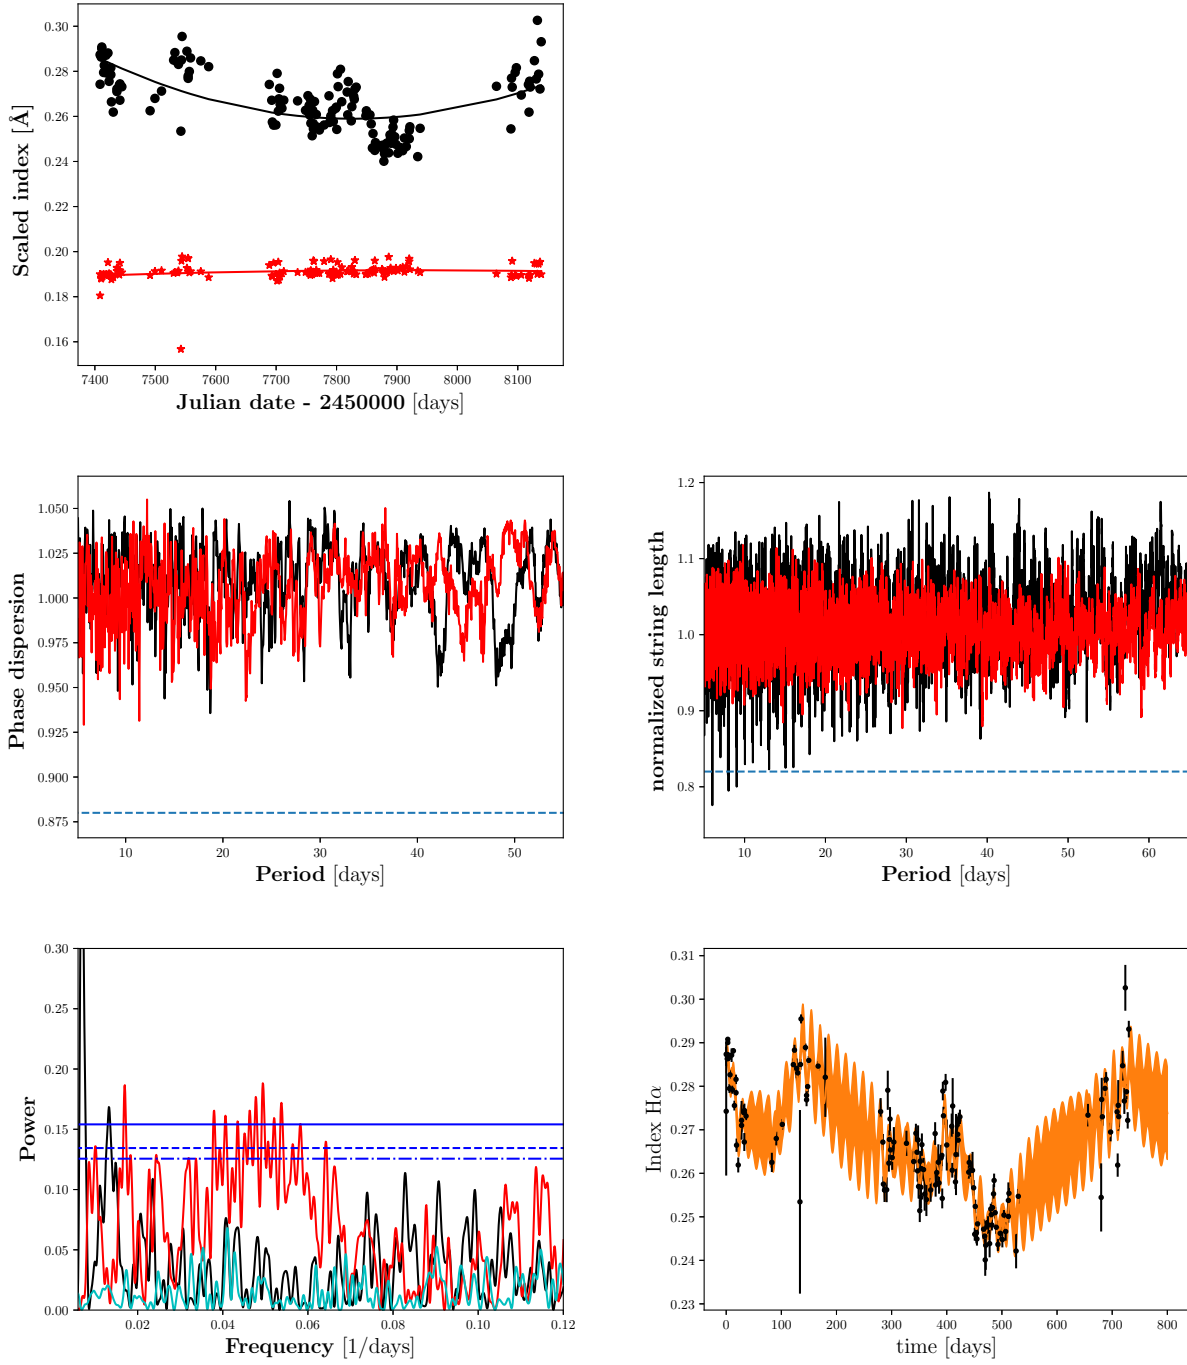 0.30
0.28
0.26
0.24
0.22
0.20
0.18
0.16
Scaled index [Å]
7400 7500 7600 7700 7800 7900 8000 8100
Julian date - 2450000 [days]
1.050
1.025
1.000
0.975
0.950
0.925
0.900
0.875
Phase dispersion
10 20 30 40 50
Period [days]
1.2
1.1
1.0
0.9
0.8
normalized string length
10 20 30 40 50 60
Period [days]
0.30
0.25
0.20
0.15
0.10
0.05
0.00
Power
0.02 0.04 0.06 0.08 0.10 0.12
Frequency [1/days]
0.31
0.30
0.29
0.28
0.27
0.26
0.25
0.24
0.23
Index Hα
0 100 200 300 400 500 600 700 800
time [days]